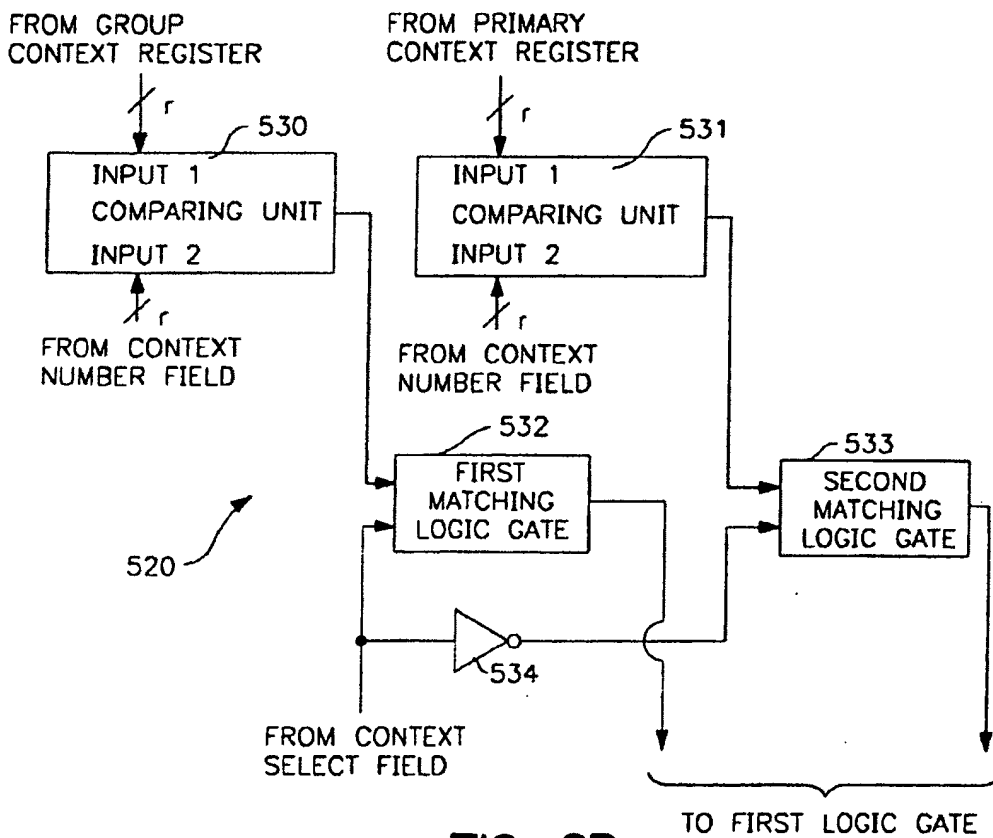 FROM GROUP
CONTEXT REGISTER
FROM PRIMARY
CONTEXT REGISTER
r
r
530
531
INPUT 1
COMPARING UNIT
INPUT 2
INPUT 1
COMPARING UNIT
INPUT 2
r
r
FROM CONTEXT
NUMBER FIELD
FROM CONTEXT
NUMBER FIELD
532
533
FIRST
MATCHING
LOGIC GATE
SECOND
MATCHING
LOGIC GATE
520
534
FROM CONTEXT
SELECT FIELD
TO FIRST LOGIC GATE